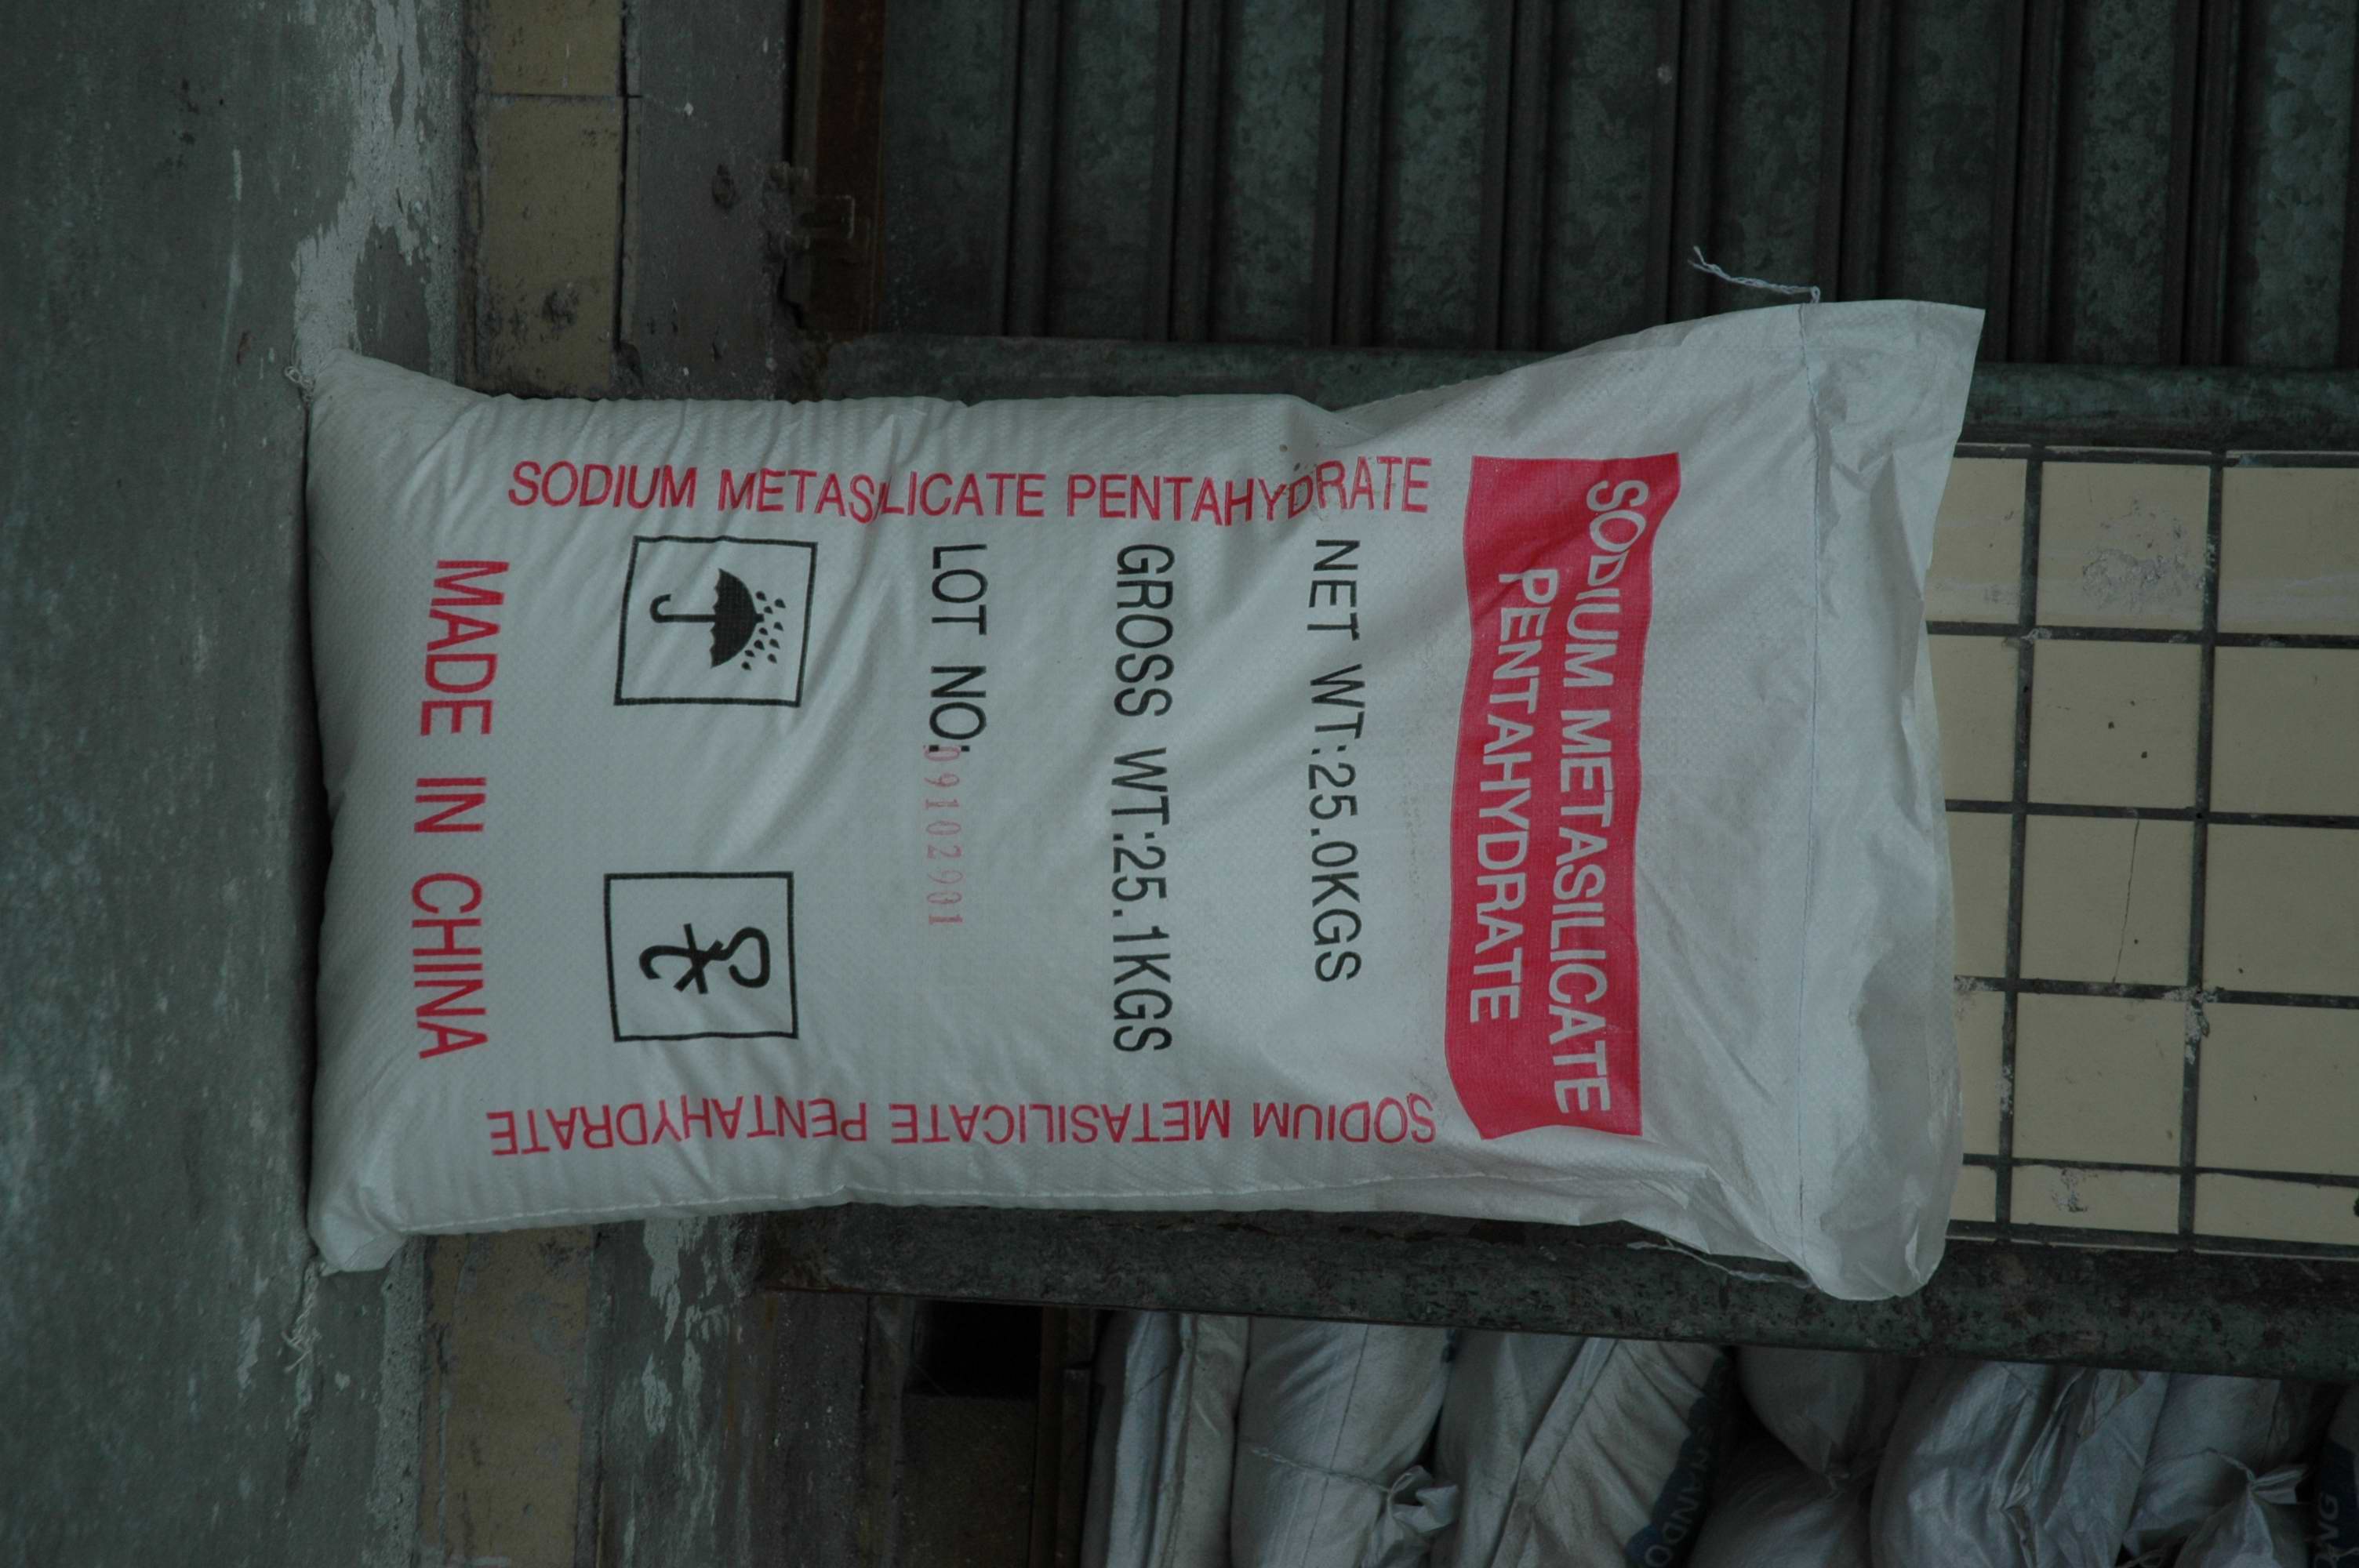 SODIUM METASILICATE
PENTAHYDRATE
NET WT:25.0KGS
GROSS WT:25.1KGS
LOT NO:091102901
MADE IN CHINA
SODIUM METASILICATE PENTAHYDRATE
SODIUM METASILICATE PENTAHYDRATE